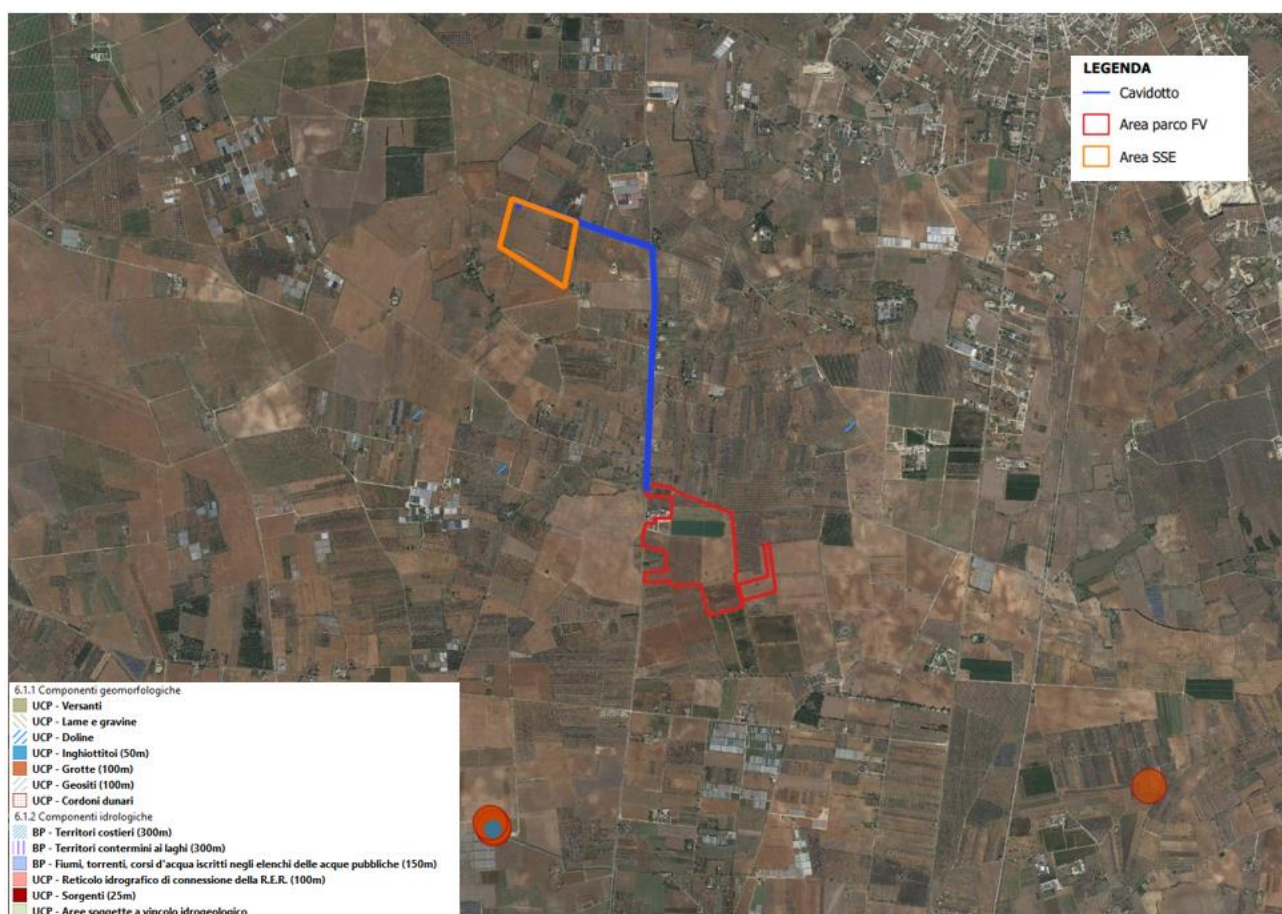 LEGENDA
Cavidotto
Area parco FV
Area SSE
6.1.1 Componenti geomorfologiche
UCP - Versanti
UCP - Lame e gravine
UCP - Doline
UCP - Inghiottitoi (50m)
UCP - Grotte (100m)
UCP - Geositi (100m)
UCP - Cordoni dunari
6.1.2 Componenti idrologiche
BP - Territori costieri (300m)
BP - Territori contermini ai laghi (300m)
BP - Fiumi, torrenti, corsi d'acqua iscritti negli elenchi delle acque pubbliche (150m)
UCP - Reticolo idrografico di connessione della R.E.R. (100m)
UCP - Sorgenti (25m)
UCP - Aree soggette a vincolo idrogeologico